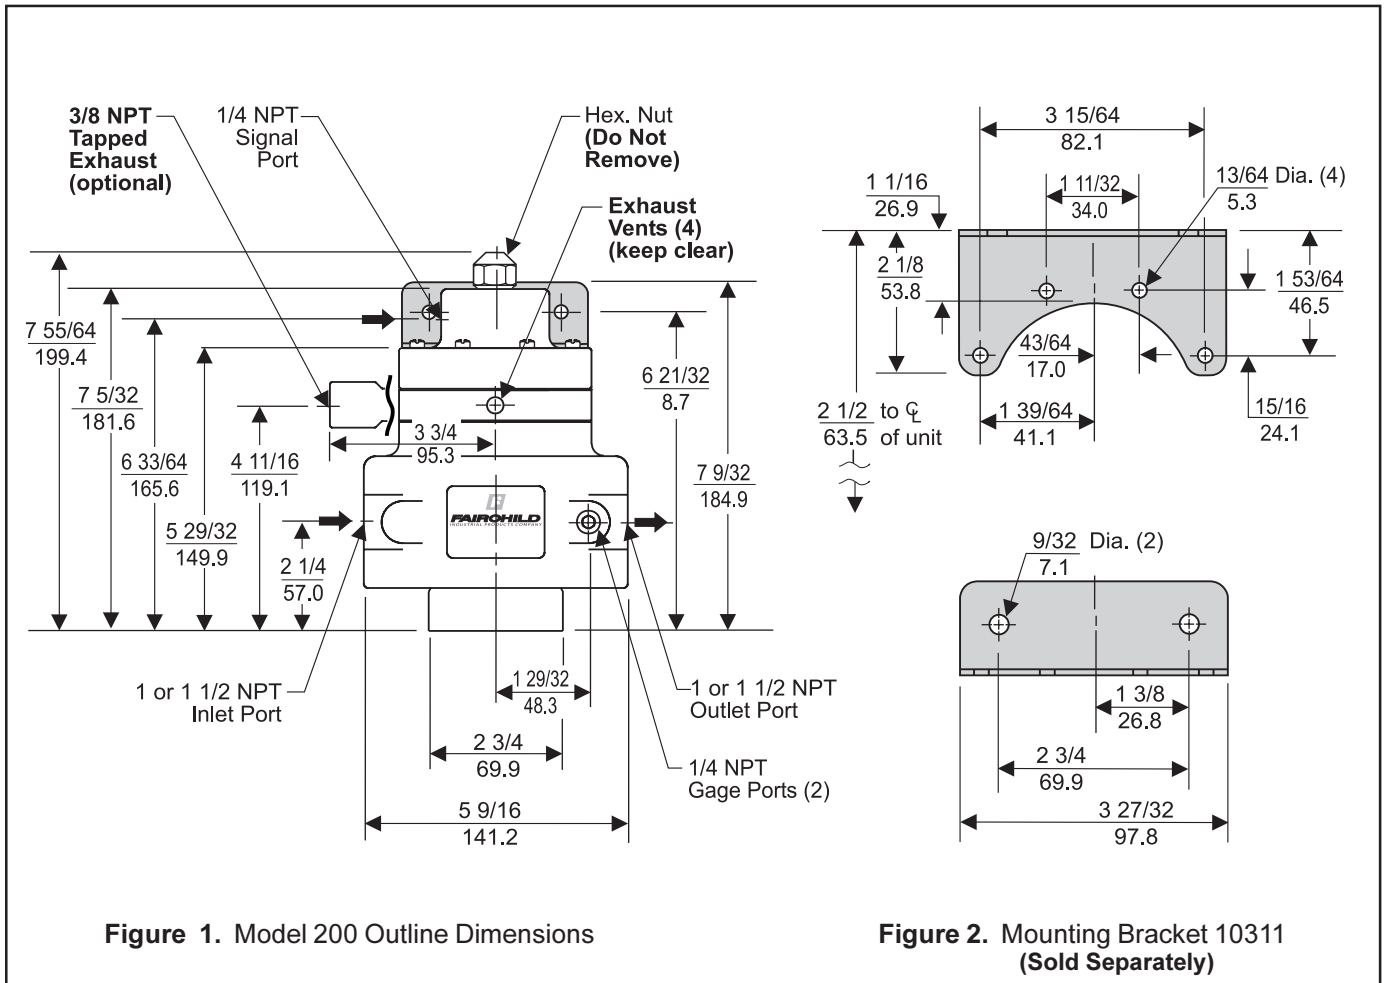 3/8 NPT
Tapped
Exhaust
(optional)
1/4 NPT
Signal
Port
Hex. Nut
(Do Not
Remove)
Exhaust
Vents (4)
(keep clear)
7 55/64
199.4
7 5/32
181.6
6 33/64
165.6
5 29/32
149.9
4 11/16
119.1
2 1/4
57.0
3 3/4
95.3
6 21/32
8.7
7 9/32
184.9
FAIRCHILD
INDUSTRIAL PRODUCTS COMPANY
1 or 1 1/2 NPT
Inlet Port
1 29/32
48.3
1 or 1 1/2 NPT
Outlet Port
2 3/4
69.9
1/4 NPT
Gage Ports (2)
5 9/16
141.2
Figure 1. Model 200 Outline Dimensions
3 15/64
82.1
1 1/16
26.9
1 11/32
34.0
13/64 Dia. (4)
5.3
2 1/8
53.8
1 53/64
46.5
43/64
17.0
15/16
24.1
2 1/2 to ℄
63.5 of unit
1 39/64
41.1
9/32 Dia. (2)
7.1
1 3/8
26.8
2 3/4
69.9
3 27/32
97.8
Figure 2. Mounting Bracket 10311
(Sold Separately)